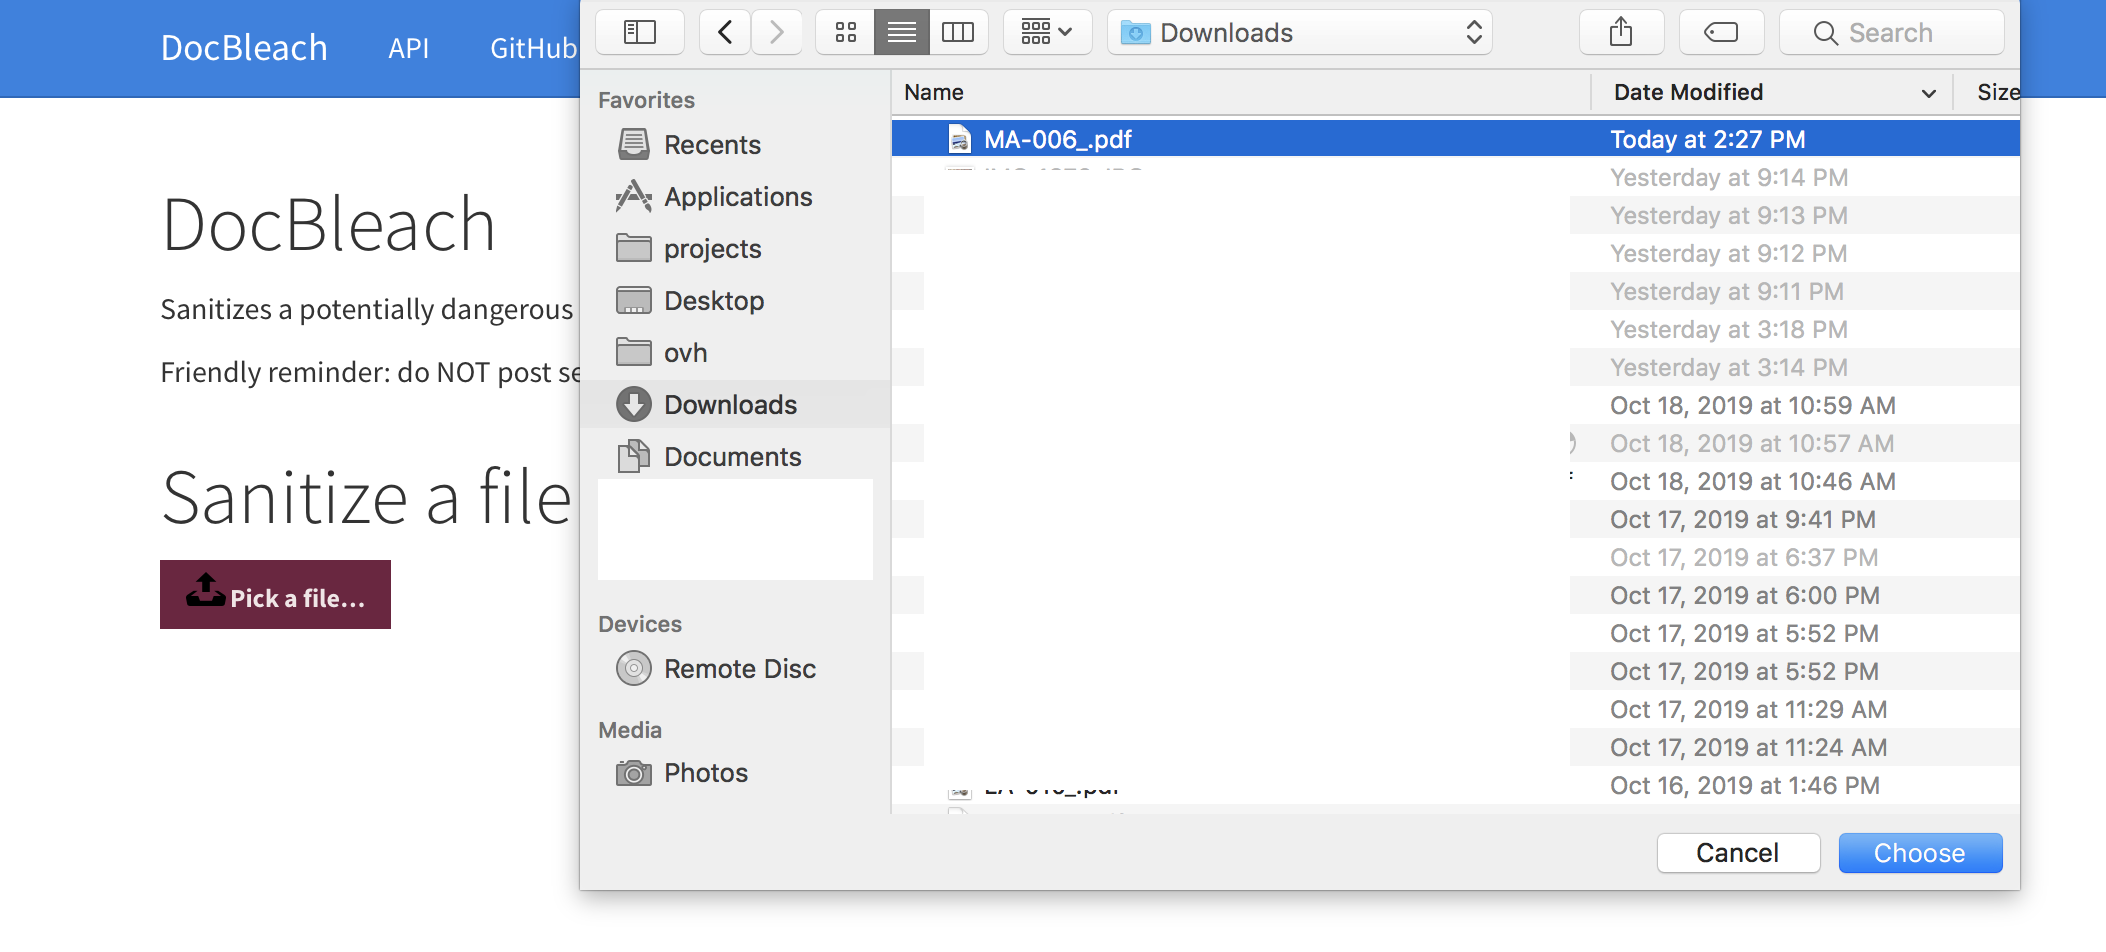 DocBleach API GitHub
DocBleach
Sanitizes a potentially dangerous
Friendly reminder: do NOT post
Sanitize a file
Pick a file...
Downloads
Search
Favorites
Recents
Applications
projects
Desktop
ovh
Downloads
Documents
Devices
Remote Disc
Media
Photos
Name Date Modified Size
MA-006_.pdf Today at 2:27 PM
Yesterday at 9:14 PM
Yesterday at 9:13 PM
Yesterday at 9:12 PM
Yesterday at 9:11 PM
Yesterday at 3:18 PM
Yesterday at 3:14 PM
Oct 18, 2019 at 10:59 AM
Oct 18, 2019 at 10:57 AM
Oct 18, 2019 at 10:46 AM
Oct 17, 2019 at 9:41 PM
Oct 17, 2019 at 6:37 PM
Oct 17, 2019 at 6:00 PM
Oct 17, 2019 at 5:52 PM
Oct 17, 2019 at 5:52 PM
Oct 17, 2019 at 11:29 AM
Oct 17, 2019 at 11:24 AM
Oct 16, 2019 at 1:46 PM
Cancel Choose